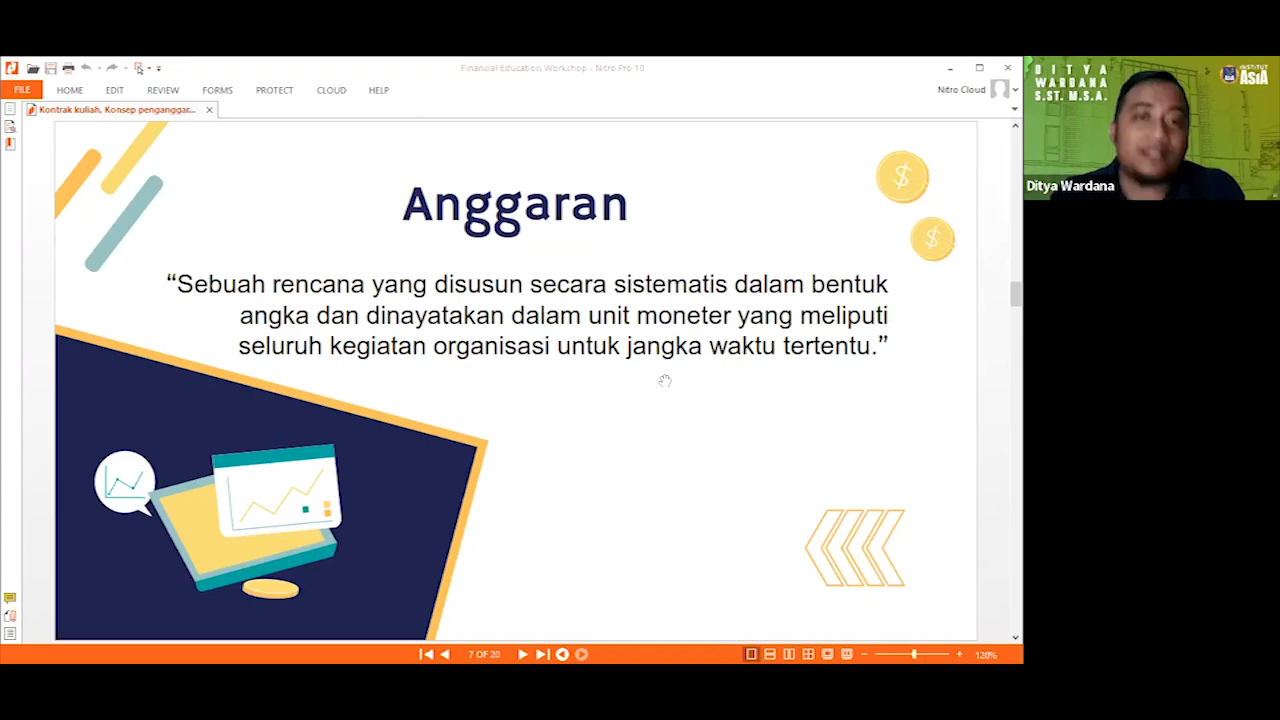 Financial Education Workshop - Nitro Pro 10
FILE HOME EDIT REVIEW FORMS PROTECT CLOUD HELP
Nitro Cloud
Kontrak kuliah, Konsep penganggar...
Anggaran
“Sebuah rencana yang disusun secara sistematis dalam bentuk
angka dan dinayatakan dalam unit moneter yang meliputi
seluruh kegiatan organisasi untuk jangka waktu tertentu.”
7 OF 20
120%
DITYA
WARDANA
S.ST. M.S.A.
INSTITUT
ASIA
Ditya Wardana